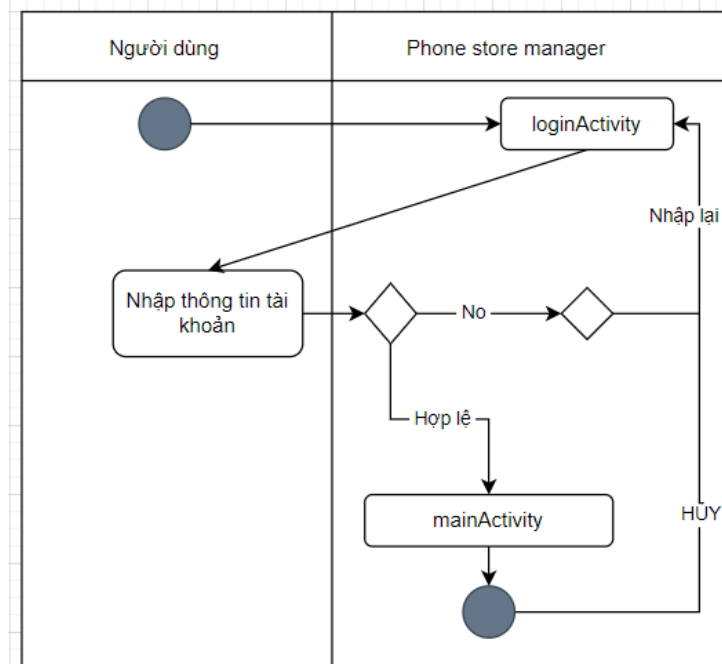 Người dùng
Phone store manager
loginActivity
Nhập lại
Nhập thông tin tài
khoản
No
Hợp lệ
mainActivity
HỦY